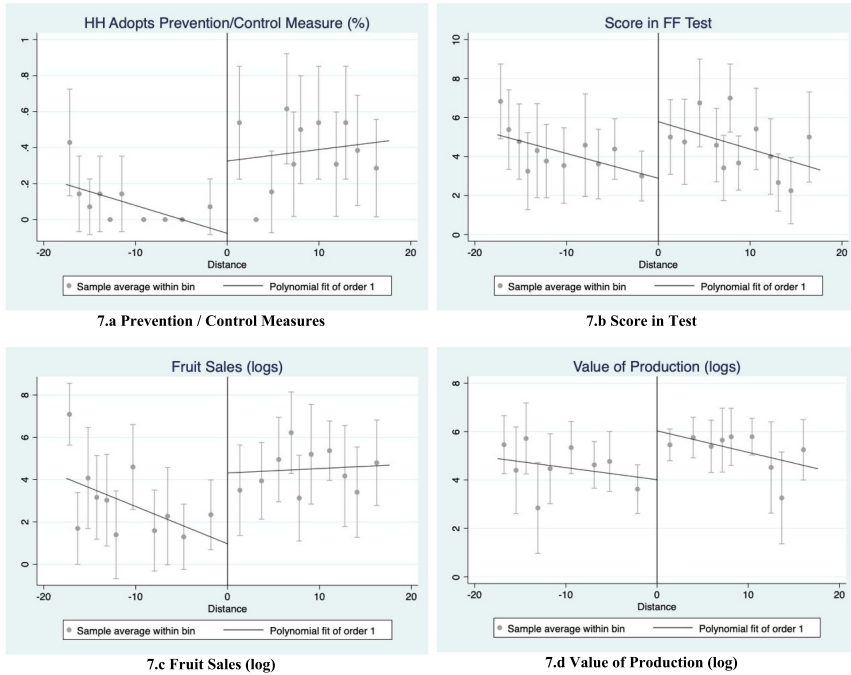 HH Adopts Prevention/Control Measure (%)
1
.8
.6
.4
.2
0
-20 -10 0 10 20
Distance
Sample average within bin Polynomial fit of order 1
7.a Prevention / Control Measures
Score in FF Test
10
8
6
4
2
0
-20 -10 0 10 20
Distance
Sample average within bin Polynomial fit of order 1
7.b Score in Test
Fruit Sales (logs)
8
6
4
2
0
-20 -10 0 10 20
Distance
Sample average within bin Polynomial fit of order 1
7.c Fruit Sales (log)
Value of Production (logs)
8
6
4
2
0
-20 -10 0 10 20
Distance
Sample average within bin Polynomial fit of order 1
7.d Value of Production (log)